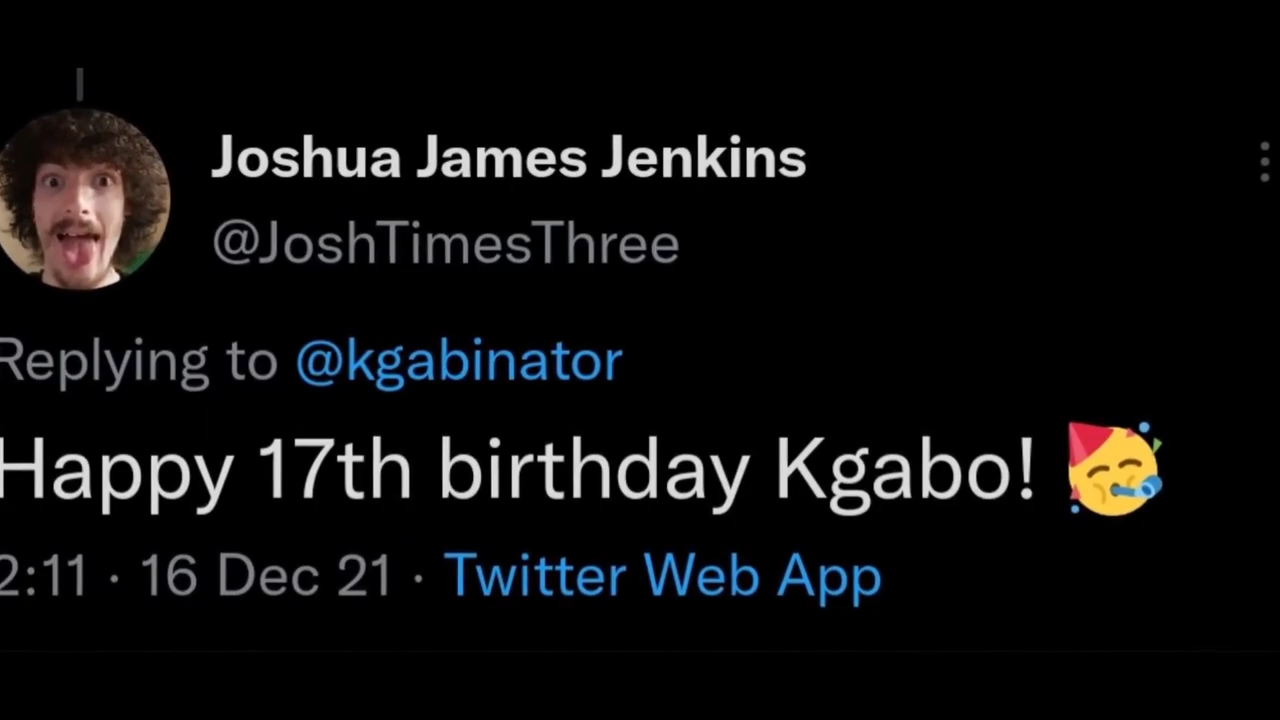 Joshua James Jenkins
@JoshTimesThree
Replying to @kgabinator
Happy 17th birthday Kgabo! 🥳
2:11 · 16 Dec 21 · Twitter Web App